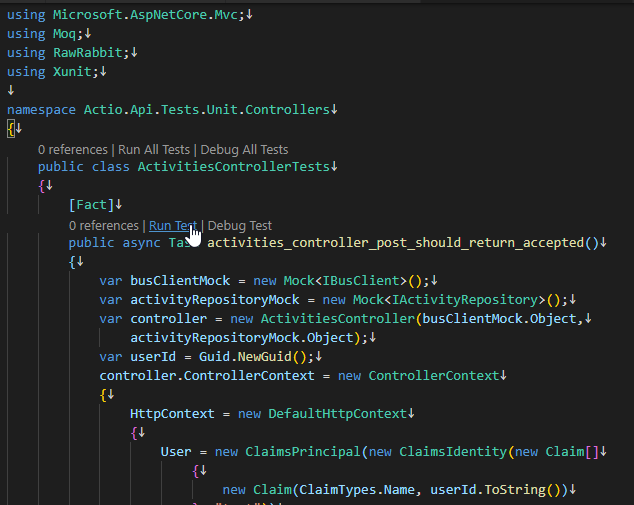 using Microsoft.AspNetCore.Mvc;↓
using Moq;↓
using RawRabbit;↓
using Xunit;↓
↓
namespace Actio.Api.Tests.Unit.Controllers↓
{↓
0 references | Run All Tests | Debug All Tests
public class ActivitiesControllerTests↓
{↓
[Fact]↓
0 references | Run Test | Debug Test
public async activities_controller_post_should_return_accepted()↓
{↓
var busClientMock = new Mock<IBusClient>();↓
var activityRepositoryMock = new Mock<IActivityRepository>();↓
var controller = new ActivitiesController(busClientMock.Object,↓
activityRepositoryMock.Object);↓
var userId = Guid.NewGuid();↓
controller.ControllerContext = new ControllerContext↓
{↓
HttpContext = new DefaultHttpContext↓
{↓
User = new ClaimsPrincipal(new ClaimsIdentity(new Claim[]↓
{↓
new Claim(ClaimTypes.Name, userId.ToString())↓